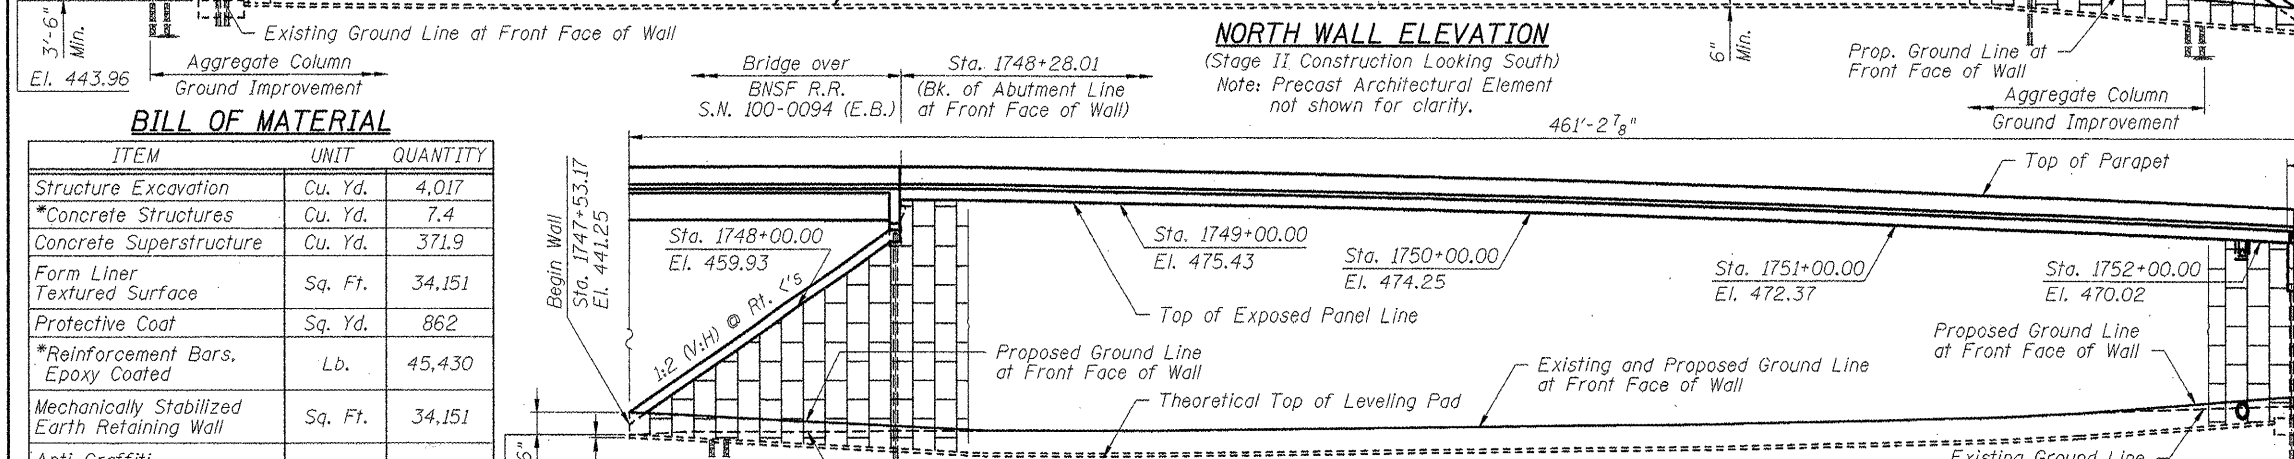 3'-6"
Min.
El. 443.96
Existing Ground Line at Front Face of Wall
Aggregate Column
Ground Improvement
Bridge over
BNSF R.R.
S.N. 100-0094 (E.B.)
Sta. 1748+28.01
(Bk. of Abutment Line
at Front Face of Wall)
NORTH WALL ELEVATION
(Stage II Construction Looking South)
Note: Precast Architectural Element
not shown for clarity.
6"
Min.
Prop. Ground Line at
Front Face of Wall
Aggregate Column
Ground Improvement
BILL OF MATERIAL
ITEM UNIT QUANTITY
Structure Excavation Cu. Yd. 4,017
*Concrete Structures Cu. Yd. 7.4
Concrete Superstructure Cu. Yd. 371.9
Form Liner
Textured Surface Sq. Ft. 34,151
Protective Coat Sq. Yd. 862
*Reinforcement Bars,
Epoxy Coated Lb. 45,430
Mechanically Stabilized
Earth Retaining Wall Sq. Ft. 34,151
Anti-Graffiti
461'-2 7/8"
Begin Wall
Sta. 1747+53.17
El. 441.25
Sta. 1748+00.00
El. 459.93
1:2 (V:H) @ Rt. <'s
Top of Parapet
Sta. 1749+00.00
El. 475.43
Sta. 1750+00.00
El. 474.25
Sta. 1751+00.00
El. 472.37
Sta. 1752+00.00
El. 470.02
Top of Exposed Panel Line
Proposed Ground Line
at Front Face of Wall
Proposed Ground Line
at Front Face of Wall
Existing and Proposed Ground Line
at Front Face of Wall
Theoretical Top of Leveling Pad
6"
Existing Ground Line